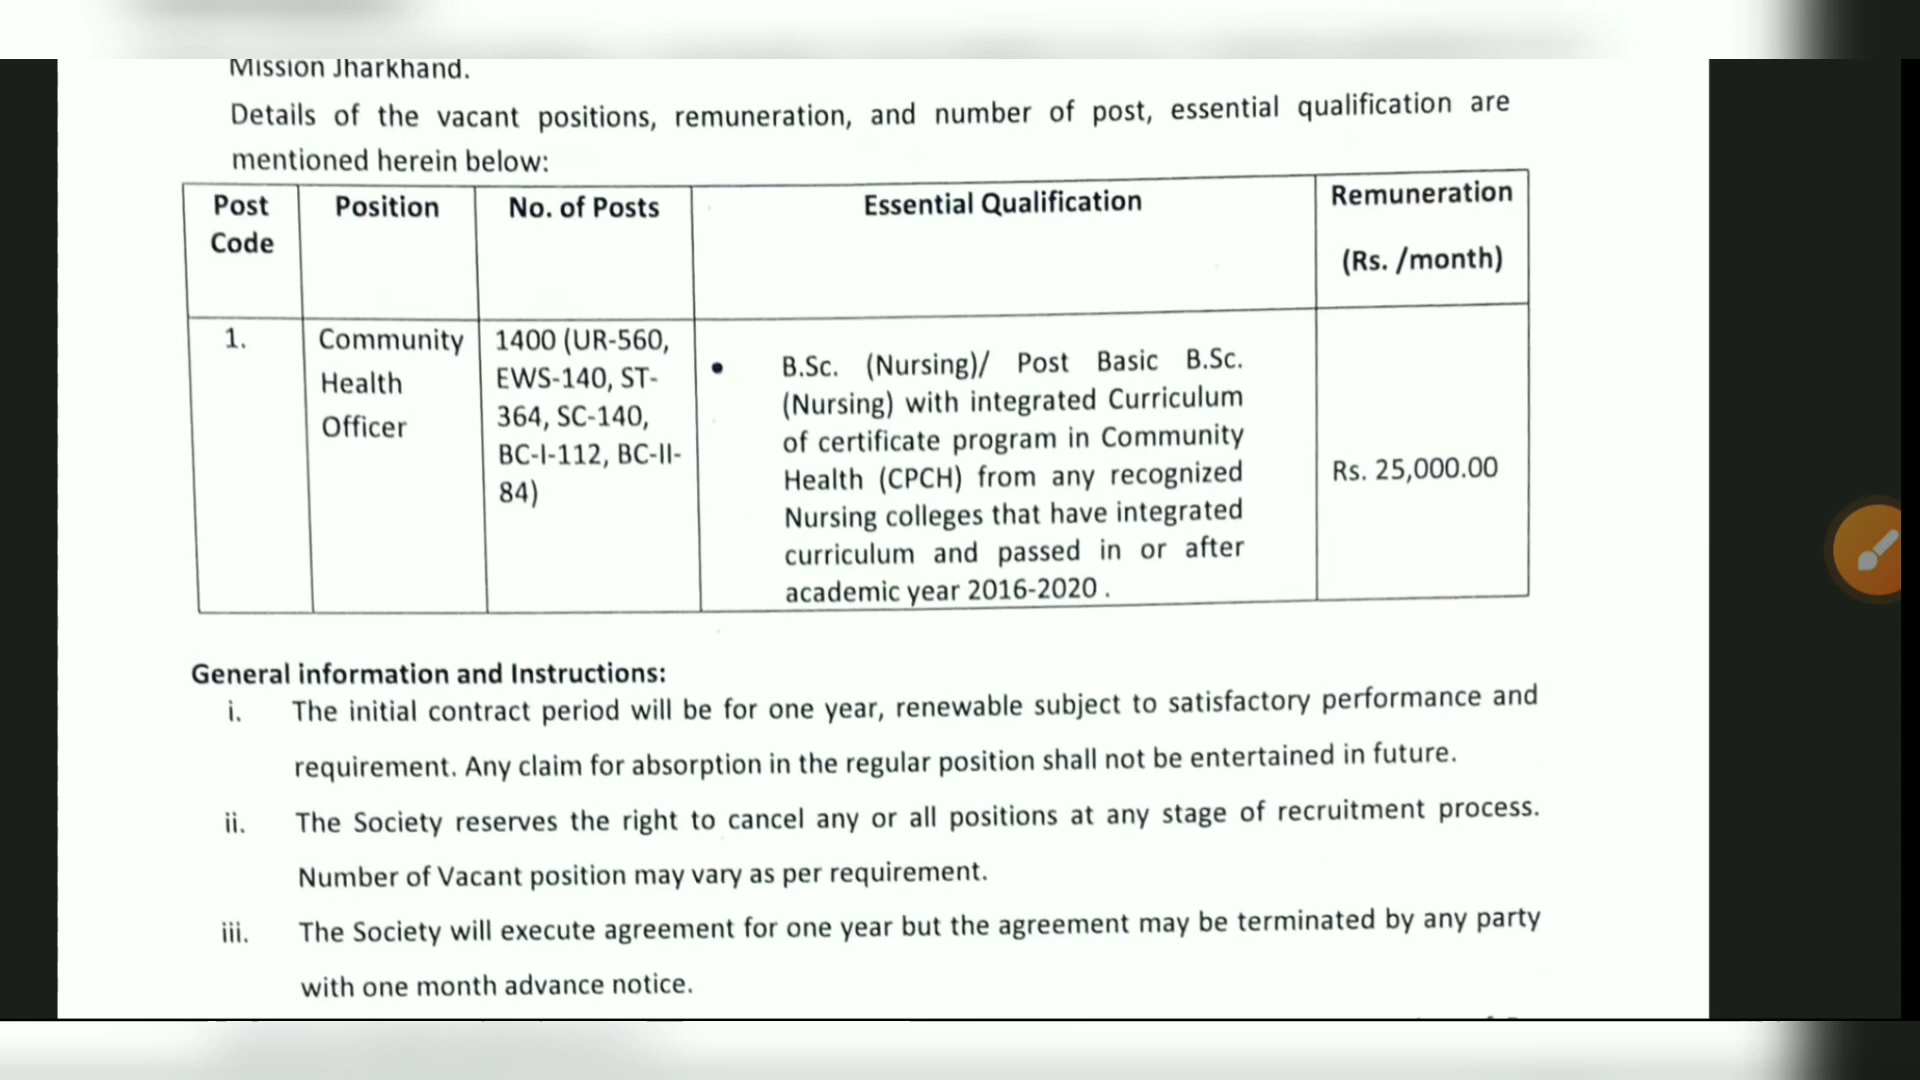 Mission Jharkhand.
Details of the vacant positions, remuneration, and number of post, essential qualification are
mentioned herein below:
Post
Code
Position
No. of Posts
Essential Qualification
Remuneration
(Rs. /month)
1.
Community
Health
Officer
1400 (UR-560,
EWS-140, ST-
364, SC-140,
BC-I-112, BC-II-
84)
• B.Sc. (Nursing)/ Post Basic B.Sc.
(Nursing) with integrated Curriculum
of certificate program in Community
Health (CPCH) from any recognized
Nursing colleges that have integrated
curriculum and passed in or after
academic year 2016-2020 .
Rs. 25,000.00
General information and Instructions:
i. The initial contract period will be for one year, renewable subject to satisfactory performance and
requirement. Any claim for absorption in the regular position shall not be entertained in future.
ii. The Society reserves the right to cancel any or all positions at any stage of recruitment process.
Number of Vacant position may vary as per requirement.
iii. The Society will execute agreement for one year but the agreement may be terminated by any party
with one month advance notice.